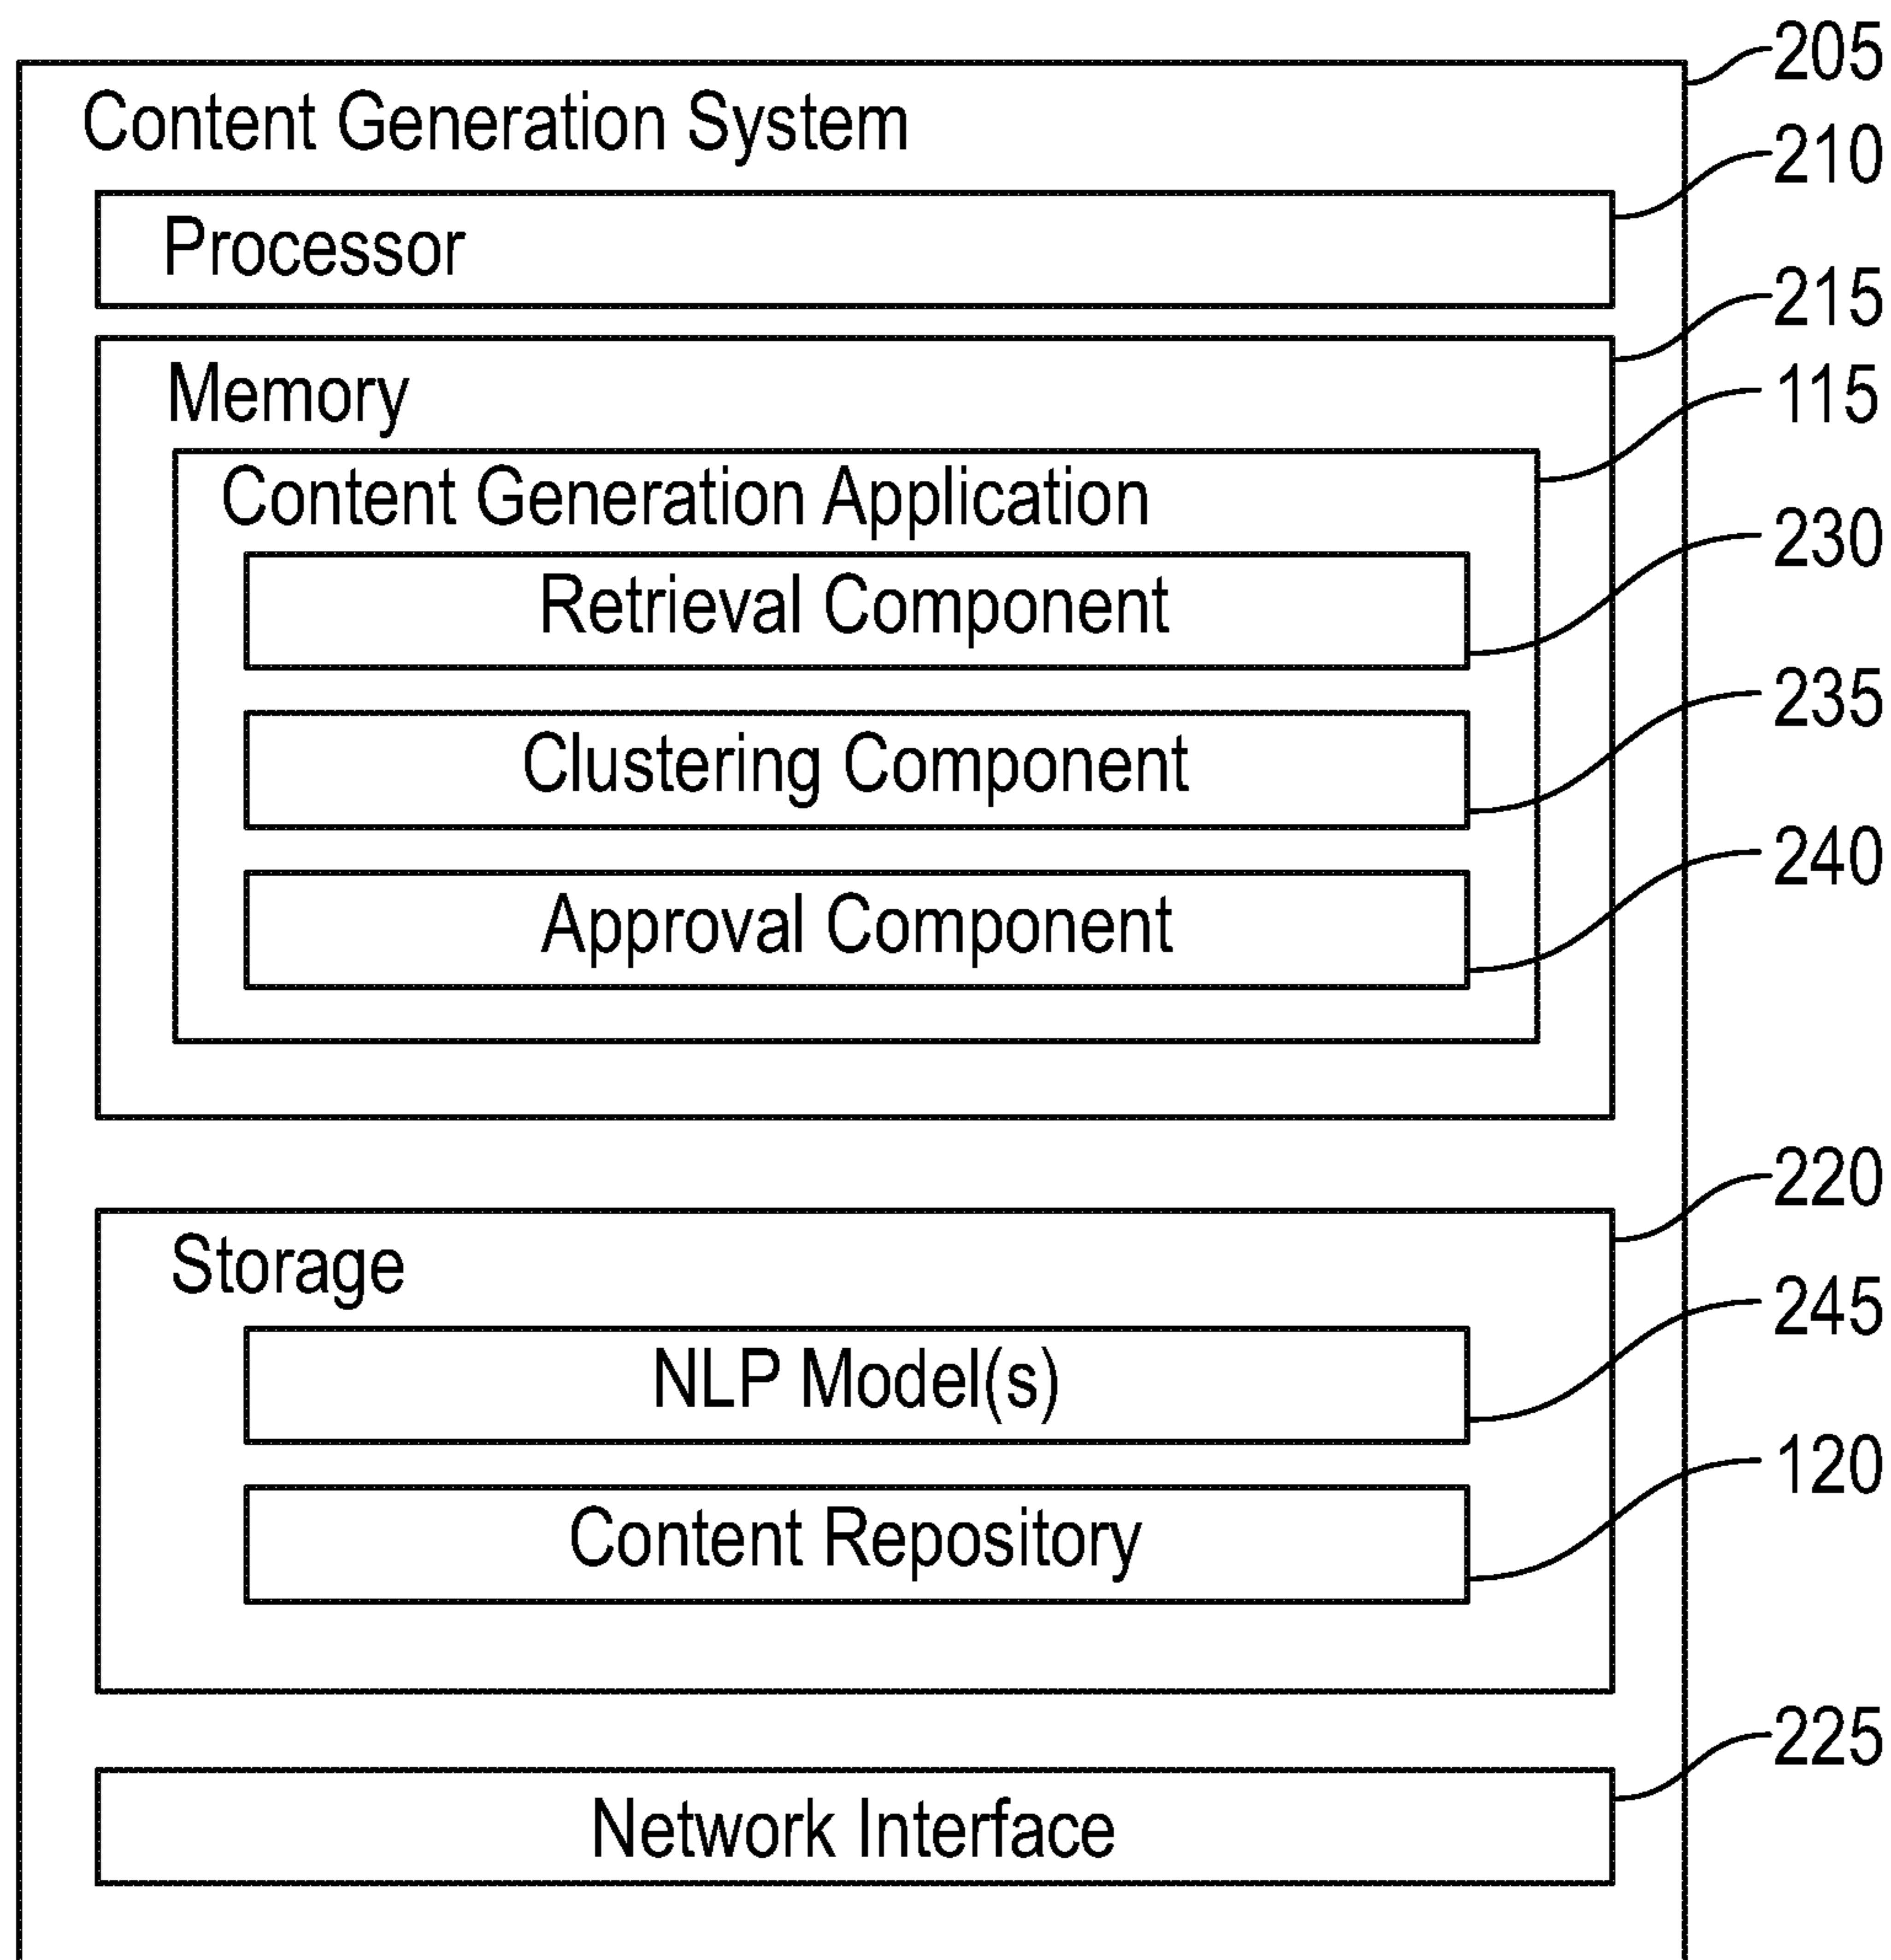 205
Content Generation System
210
Processor
215
Memory
115
Content Generation Application
230
Retrieval Component
235
Clustering Component
240
Approval Component
220
Storage
245
NLP Model(s)
120
Content Repository
225
Network Interface